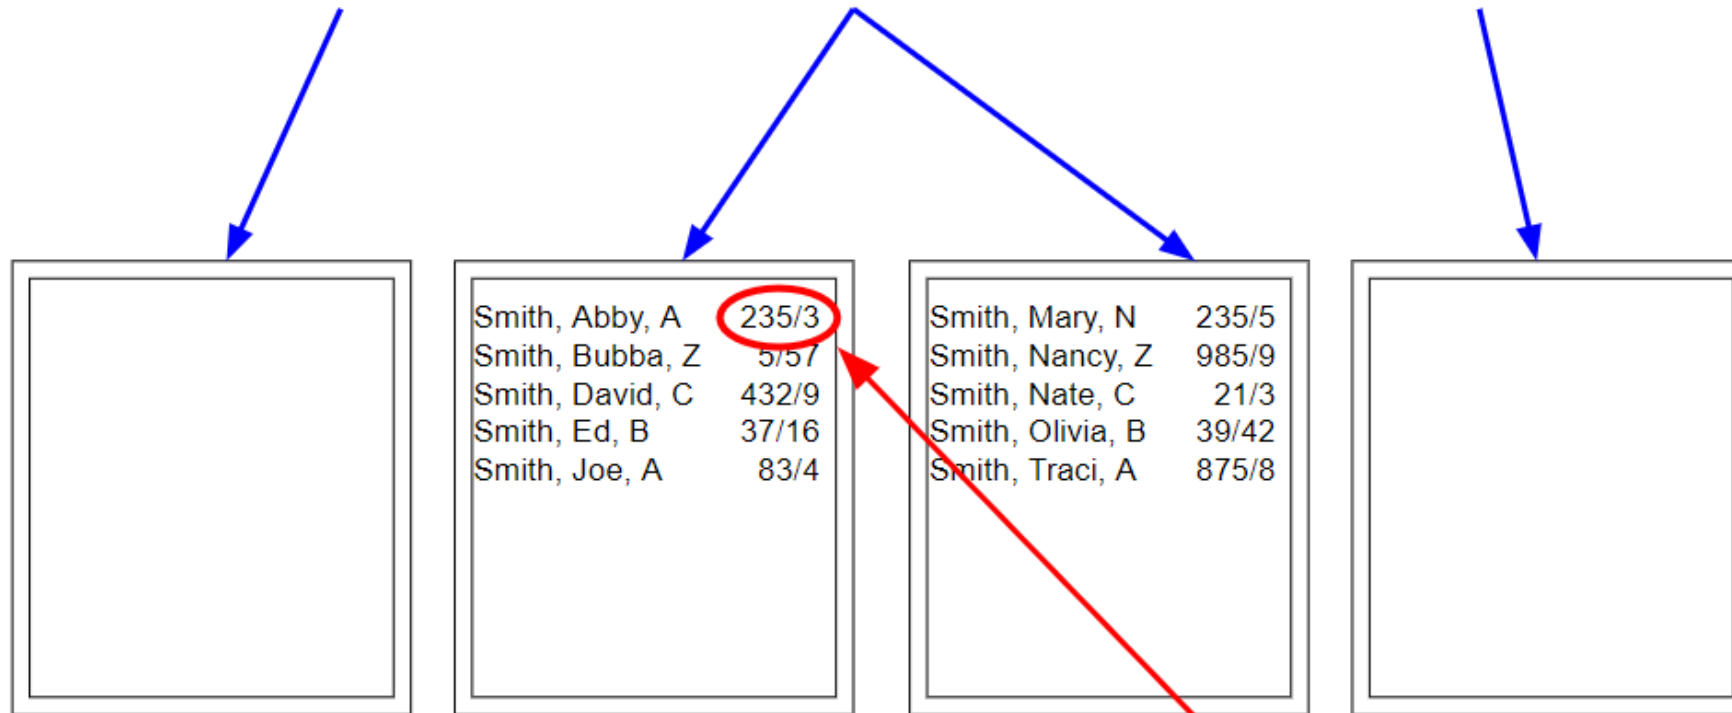 Smith, Abby, A 235/3
Smith, Bubba, Z 5/57
Smith, David, C 432/9
Smith, Ed, B 37/16
Smith, Joe, A 83/4
Smith, Mary, N 235/5
Smith, Nancy, Z 985/9
Smith, Nate, C 21/3
Smith, Olivia, B 39/42
Smith, Traci, A 875/8